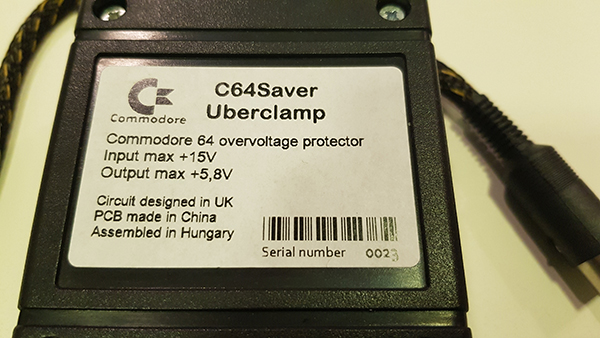 Commodore
C64Saver
Uberclamp
Commodore 64 overvoltage protector
Input max +15V
Output max +5,8V
Circuit designed in UK
PCB made in China
Assembled in Hungary
Serial number 0023